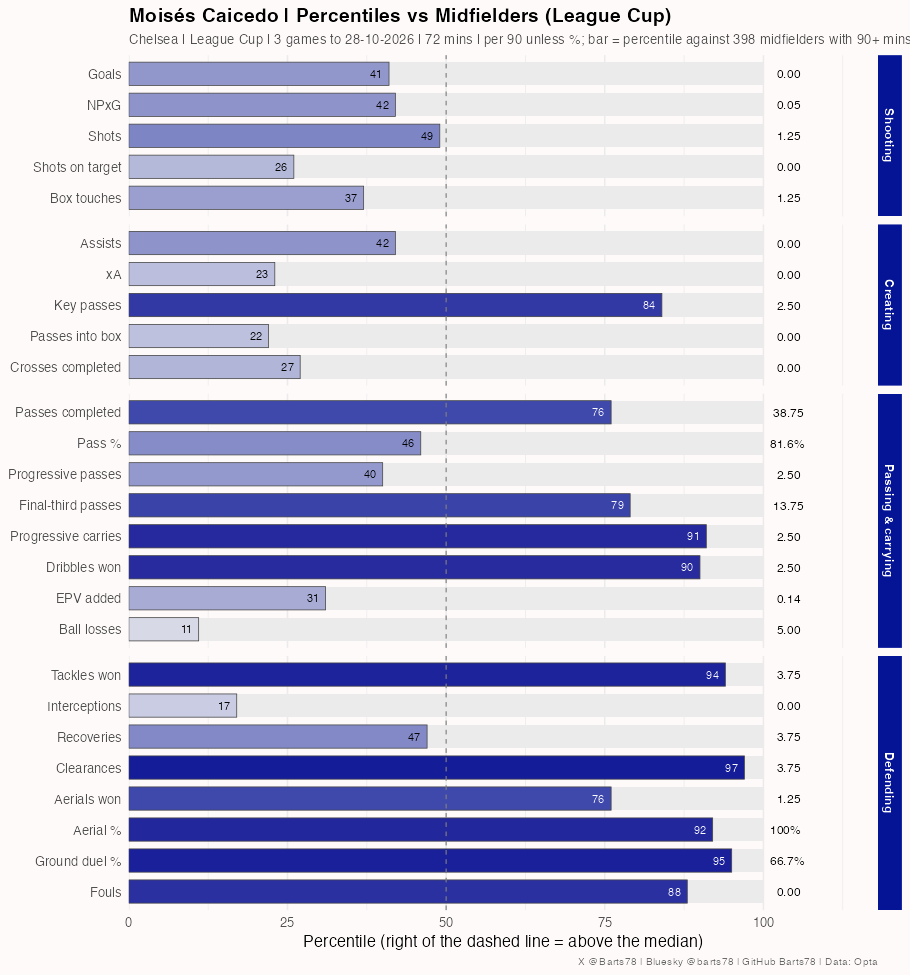 Moisés Caicedo | Percentiles vs Midfielders (League Cup)
Chelsea | League Cup | 3 games to 28-10-2026 | 72 mins | per 90 unless %; bar = percentile against 398 midfielders with 90+ mins
Goals 41 0.00
NPxG 42 0.05
Shots 49 1.25
Shots on target 26 0.00
Box touches 37 1.25
Shooting
Assists 42 0.00
xA 23 0.00
Key passes 84 2.50
Passes into box 22 0.00
Crosses completed 27 0.00
Creating
Passes completed 76 38.75
Pass % 46 81.6%
Progressive passes 40 2.50
Final-third passes 79 13.75
Progressive carries 91 2.50
Dribbles won 90 2.50
EPV added 31 0.14
Ball losses 11 5.00
Passing & carrying
Tackles won 94 3.75
Interceptions 17 0.00
Recoveries 47 3.75
Clearances 97 3.75
Aerials won 76 1.25
Aerial % 92 100%
Ground duel % 95 66.7%
Fouls 88 0.00
Defending
0 25 50 75 100
Percentile (right of the dashed line = above the median)
X @Barts78 | Bluesky @barts78 | GitHub Barts78 | Data: Opta